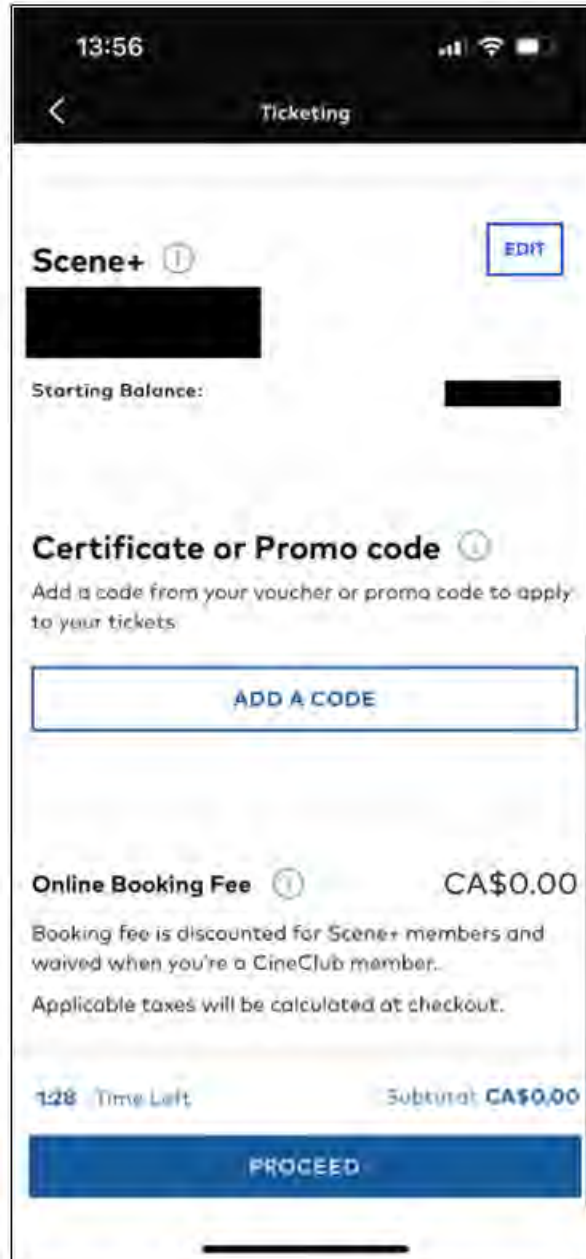 13:56
Ticketing
Scene+
EDIT
Starting Balance:
Certificate or Promo code
Add a code from your voucher or promo code to apply
to your tickets
ADD A CODE
Online Booking Fee CA$0.00
Booking fee is discounted for Scene+ members and
waived when you're a CineClub member.
Applicable taxes will be calculated at checkout.
1:28 Time Left Subtotal: CA$0.00
PROCEED